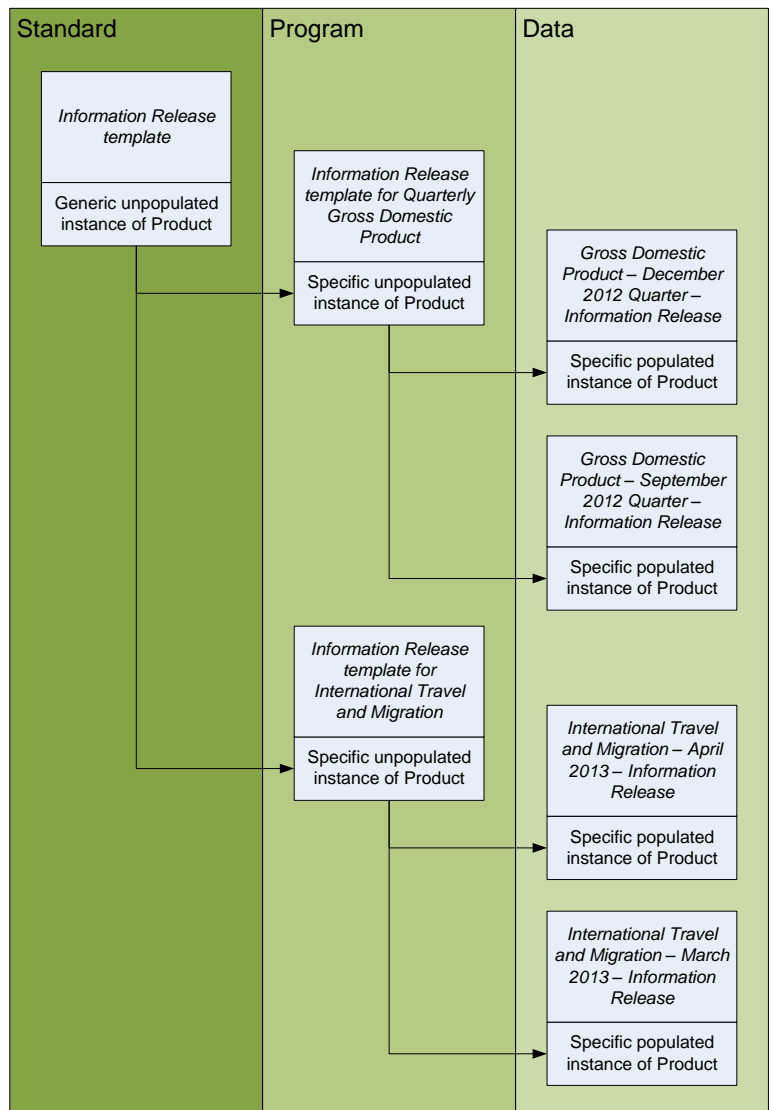 Standard
Information Release
template
Generic unpopulated
instance of Product
Program
Information Release
template for Quarterly
Gross Domestic
Product
Specific unpopulated
instance of Product
Information Release
template for
International Travel
and Migration
Specific unpopulated
instance of Product
Data
Gross Domestic
Product – December
2012 Quarter –
Information Release
Specific populated
instance of Product
Gross Domestic
Product – September
2012 Quarter –
Information Release
Specific populated
instance of Product
International Travel
and Migration – April
2013 – Information
Release
Specific populated
instance of Product
International Travel
and Migration – March
2013 – Information
Release
Specific populated
instance of Product